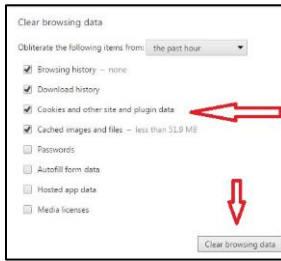 Clear browsing data
Obliterate the following items from: the past hour
Browsing history – none
Download history
Cookies and other site and plugin data
Cached images and files – less than 51.9 MB
Passwords
Autofill form data
Hosted app data
Media licenses
Clear browsing data